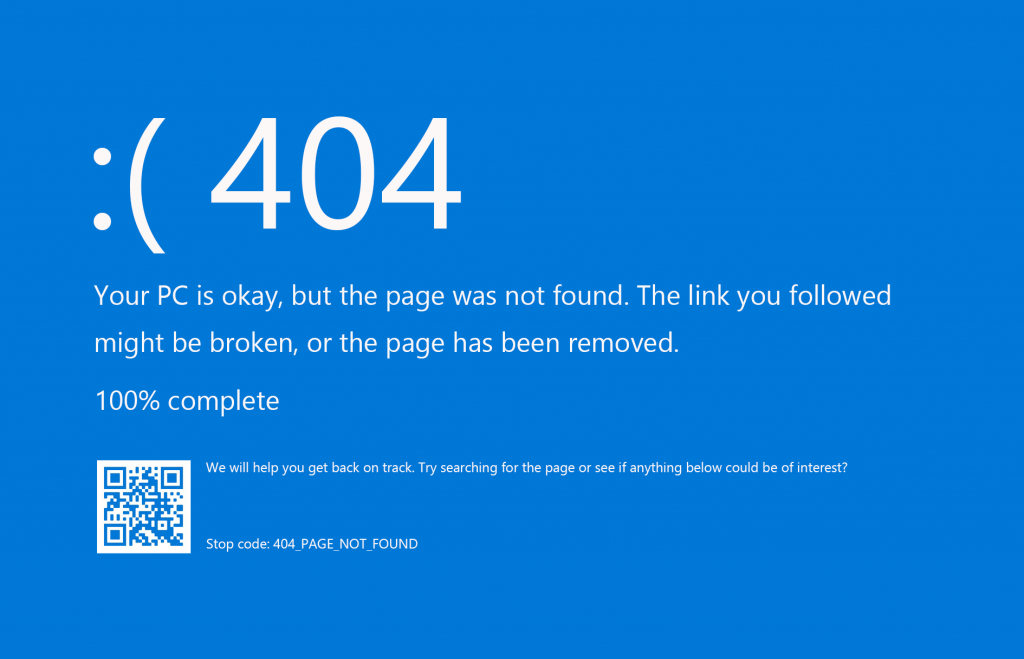 :( 404
Your PC is okay, but the page was not found. The link you followed
might be broken, or the page has been removed.
100% complete
We will help you get back on track. Try searching for the page or see if anything below could be of interest?
Stop code: 404_PAGE_NOT_FOUND